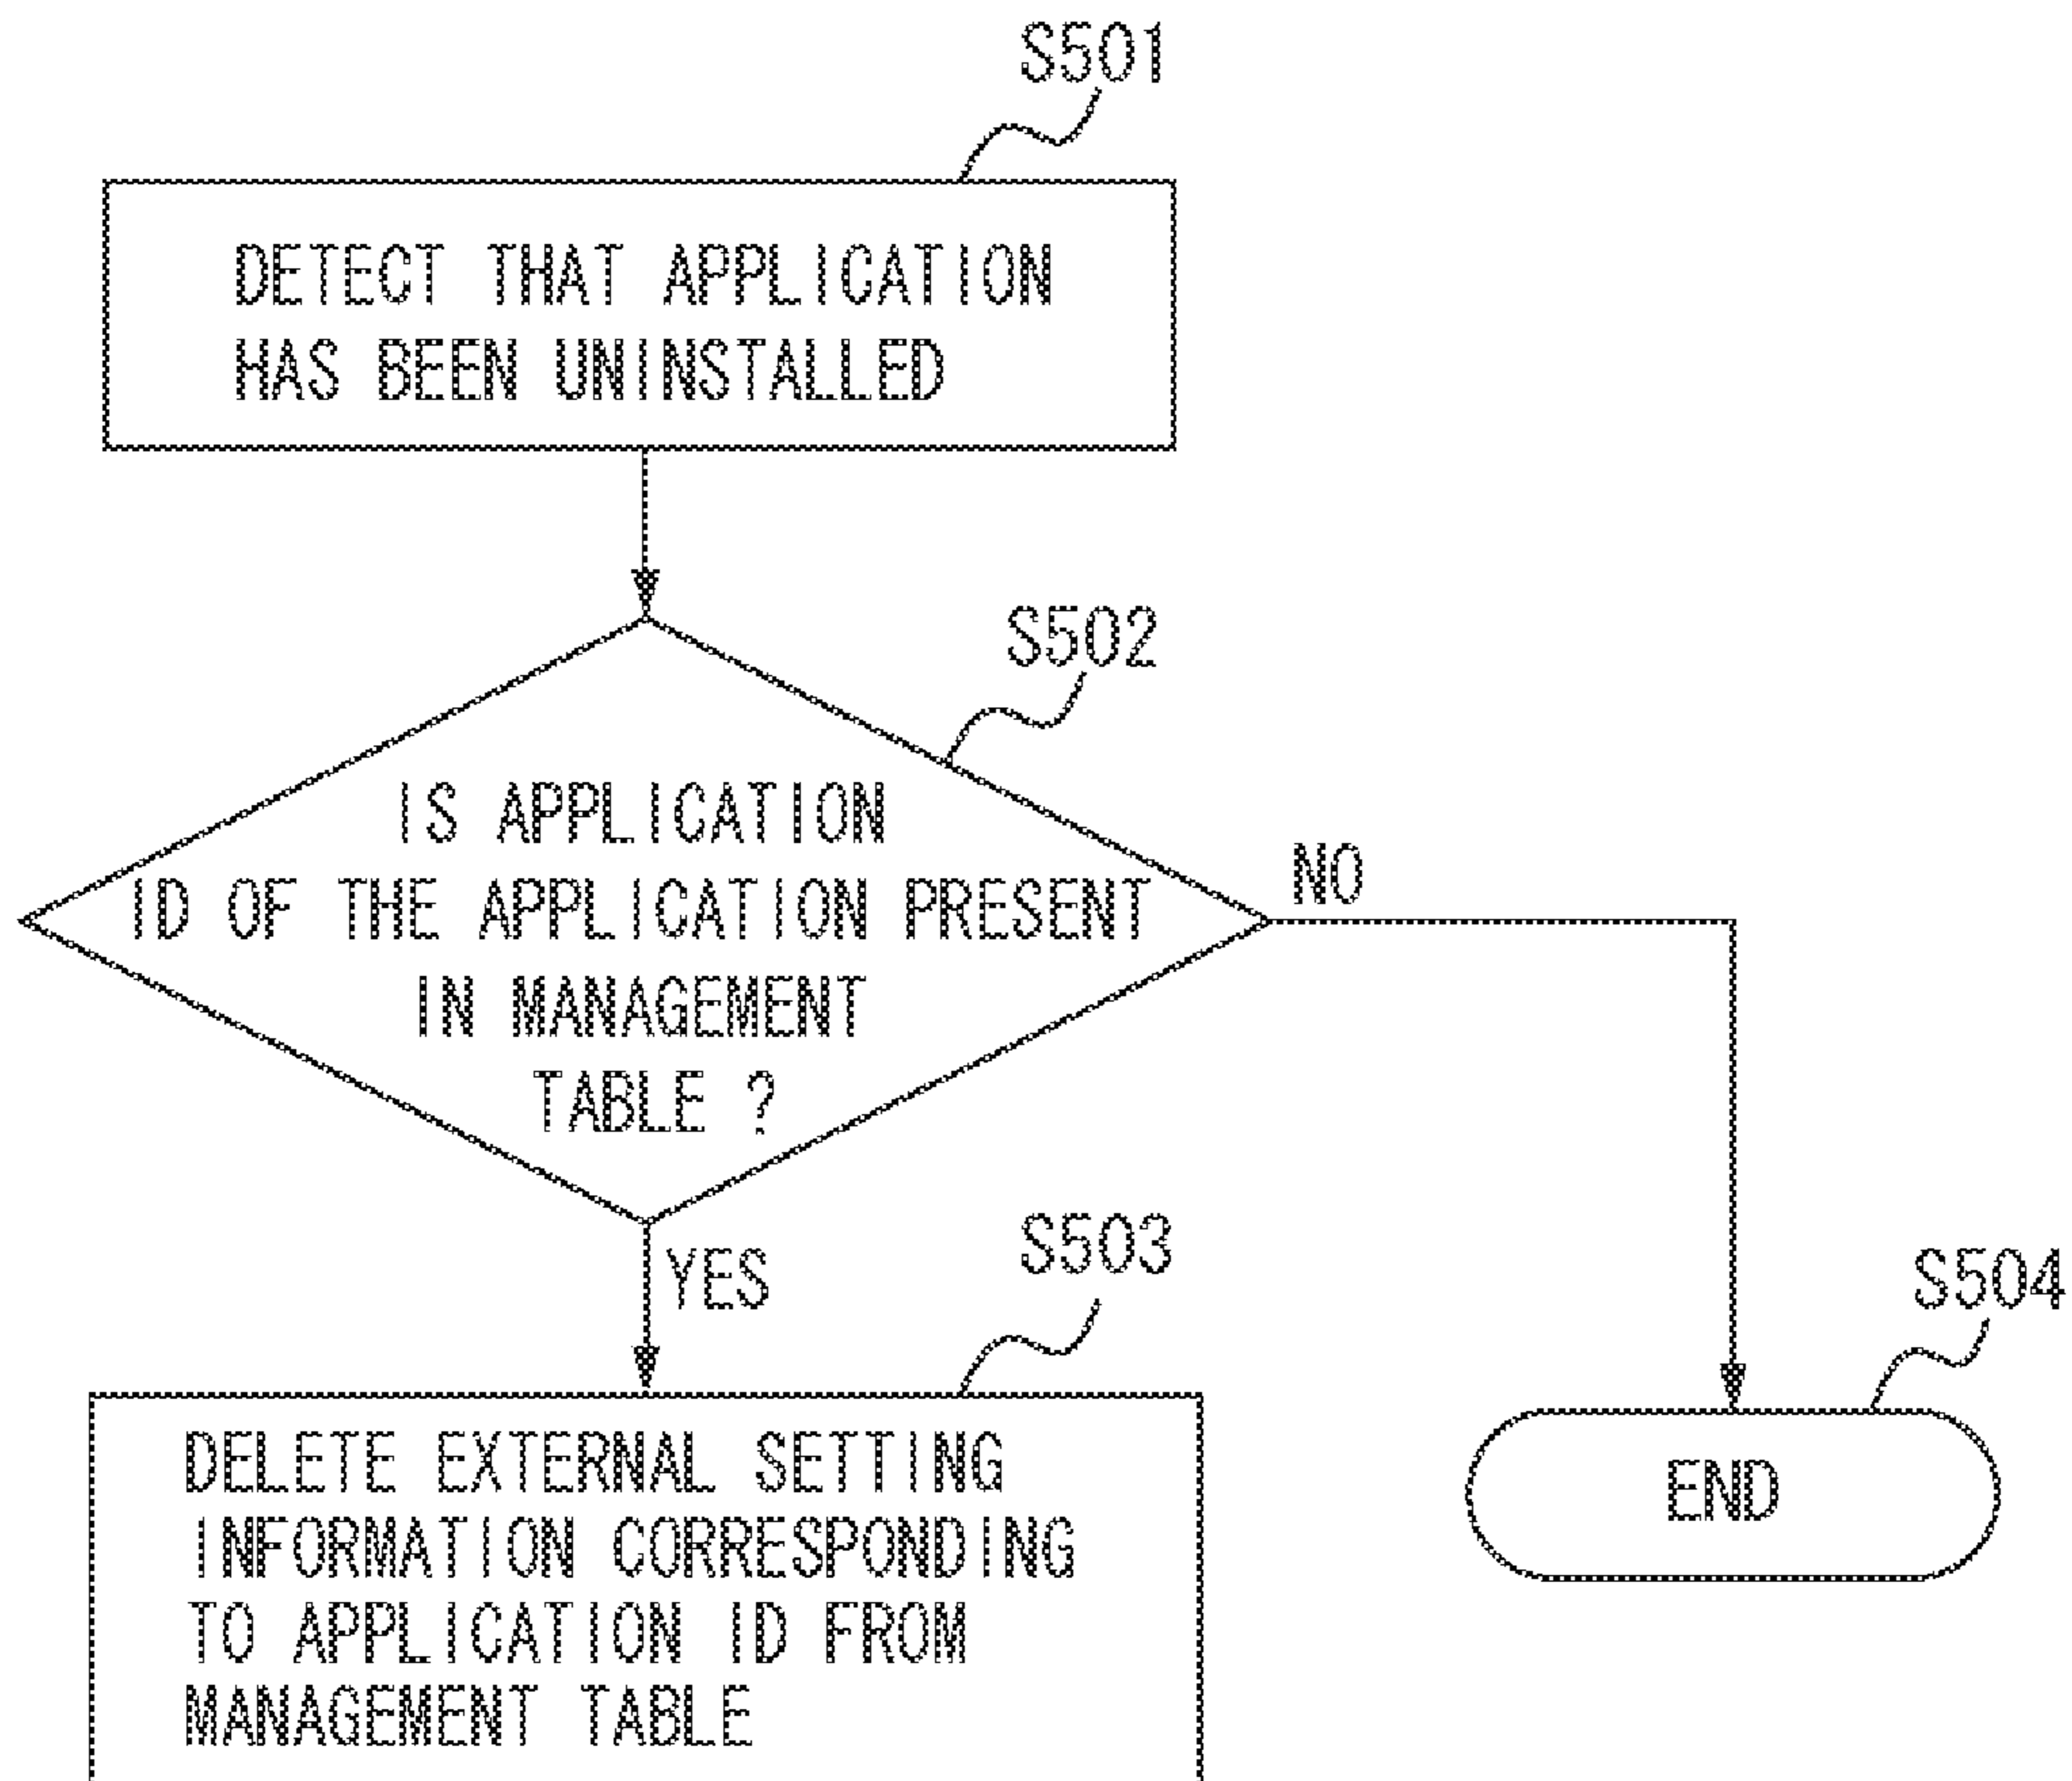 S501
DETECT THAT APPLICATION
HAS BEEN UNINSTALLED
S502
IS APPLICATION
ID OF THE APPLICATION PRESENT
IN MANAGEMENT
TABLE ?
NO
YES
S503
DELETE EXTERNAL SETTING
INFORMATION CORRESPONDING
TO APPLICATION ID FROM
MANAGEMENT TABLE
S504
END